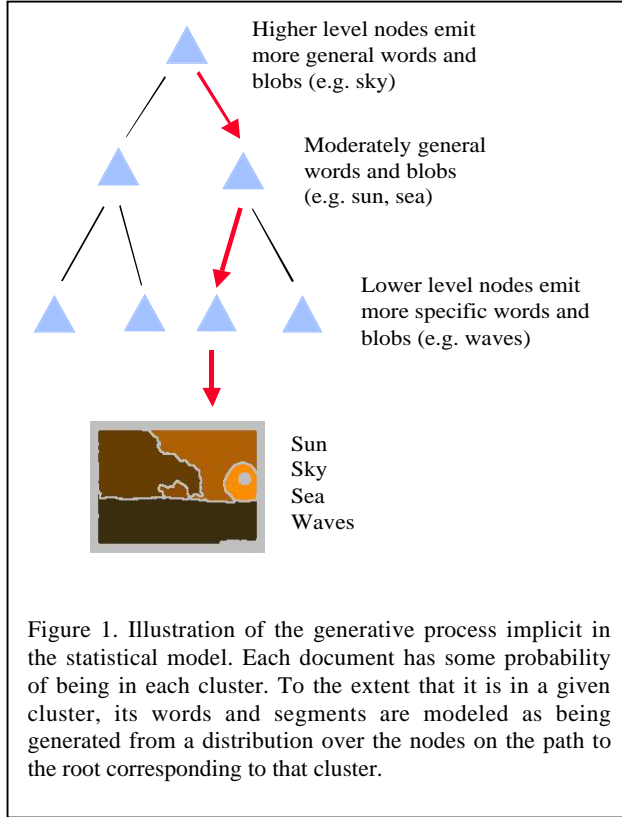 Higher level nodes emit
more general words and
blobs (e.g. sky)
Moderately general
words and blobs
(e.g. sun, sea)
Lower level nodes emit
more specific words and
blobs (e.g. waves)
Sun
Sky
Sea
Waves
Figure 1. Illustration of the generative process implicit in
the statistical model. Each document has some probability
of being in each cluster. To the extent that it is in a given
cluster, its words and segments are modeled as being
generated from a distribution over the nodes on the path to
the root corresponding to that cluster.